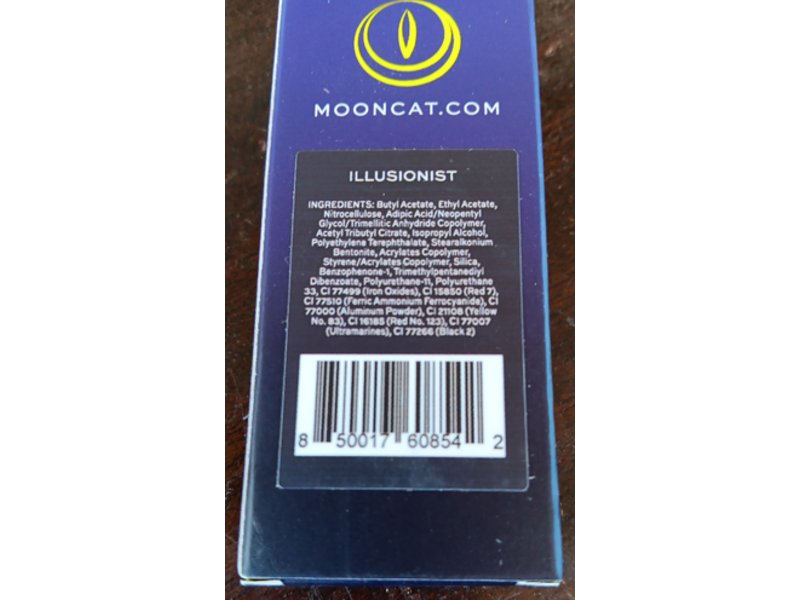 MOONCAT.COM
ILLUSIONIST
INGREDIENTS: Butyl Acetate, Ethyl Acetate,
Nitrocellulose, Adipic Acid/Neopentyl
Glycol/Trimellitic Anhydride Copolymer,
Acetyl Tributyl Citrate, Isopropyl Alcohol,
Polyethylene Terephthalate, Stearalkonium
Bentonite, Acrylates Copolymer,
Styrene/Acrylates Copolymer, Silica,
Benzophenone-1, Trimethylpentanediyl
Dibenzoate, Polyurethane-11, Polyurethane
33, CI 77499 (Iron Oxides), CI 15850 (Red 7),
CI 77510 (Ferric Ammonium Ferrocyanide), CI
77000 (Aluminum Powder), CI 21108 (Yellow
No. 83), CI 16185 (Red No. 123), CI 77007
(Ultramarines), CI 77266 (Black 2)
8 50017 60854 2